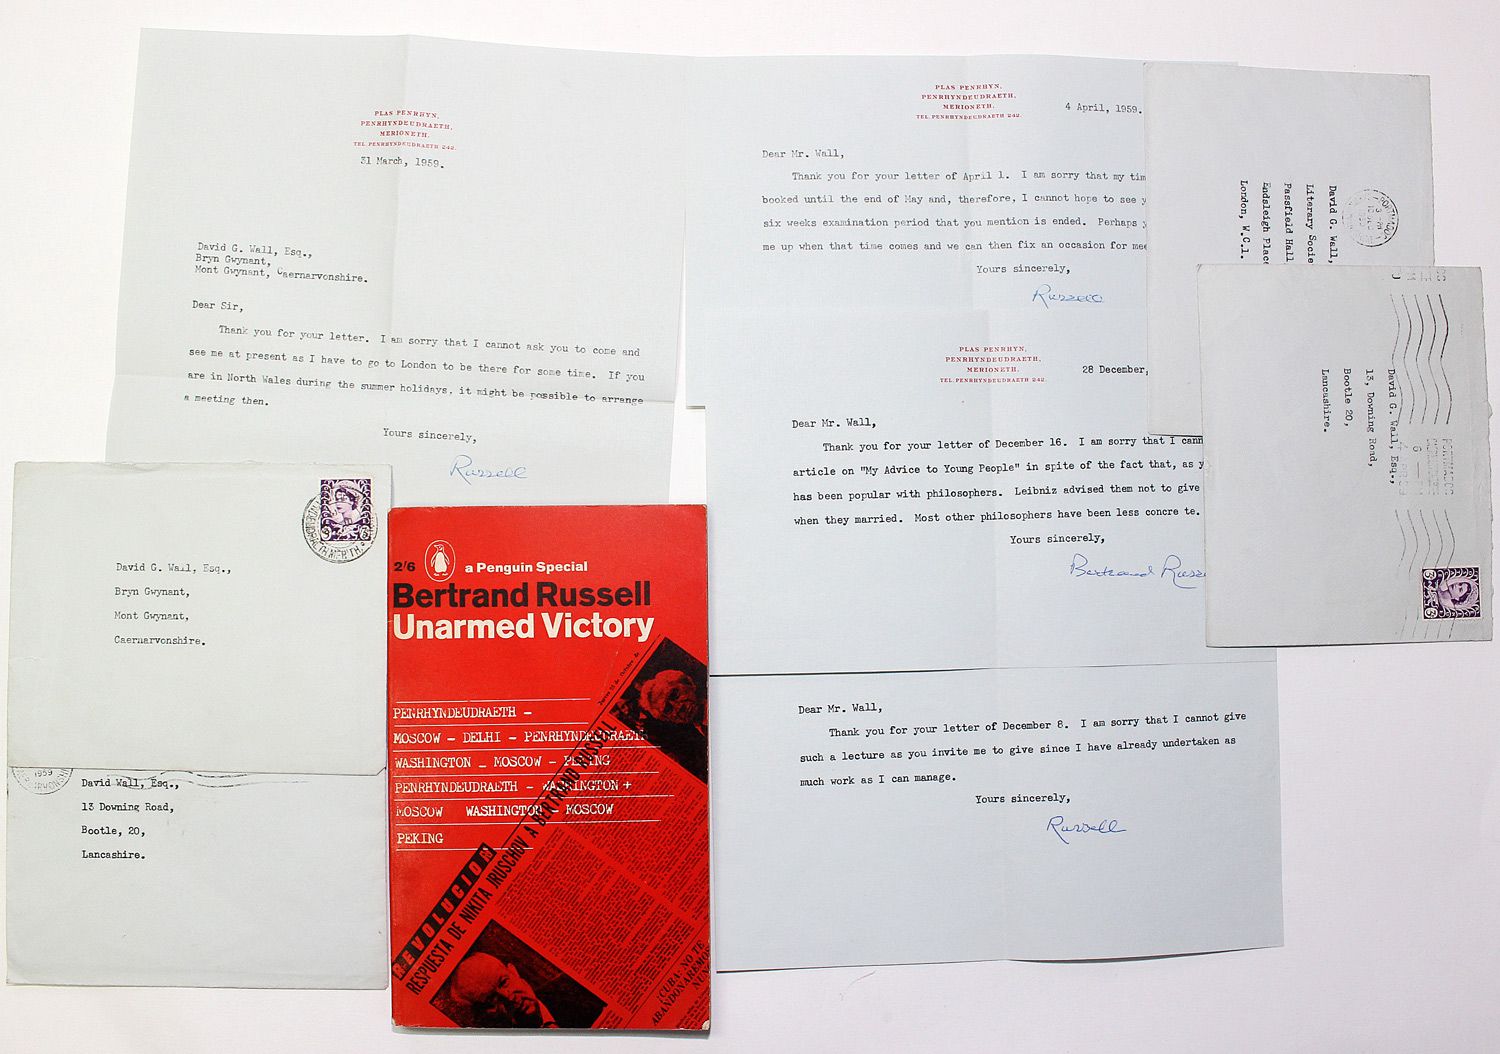 PLAS PENRHYN,
PENRHYNDEUDRAETH,
MERIONETH.
TEL. PENRHYNDEUDRAETH 242.
31 March, 1959.
David G. Wall, Esq.,
Bryn Gwynant,
Mont Gwynant, Caernarvonshire.
Dear Sir,
Thank you for your letter. I am sorry that I cannot ask you to come and
see me at present as I have to go to London to be there for some time. If you
are in North Wales during the summer holidays, it might be possible to arrange
a meeting then.
Yours sincerely,
Russell
PLAS PENRHYN,
PENRHYNDEUDRAETH,
MERIONETH.
TEL. PENRHYNDEUDRAETH 242.
4 April, 1959.
Dear Mr. Wall,
Thank you for your letter of April 1. I am sorry that my tim
booked until the end of May and, therefore, I cannot hope to see y
six weeks examination period that you mention is ended. Perhaps y
me up when that time comes and we can then fix an occasion for mee
Yours sincerely,
Russell
PLAS PENRHYN,
PENRHYNDEUDRAETH,
MERIONETH.
TEL. PENRHYNDEUDRAETH 242.
28 December,
Dear Mr. Wall,
Thank you for your letter of December 16. I am sorry that I cann
article on "My Advice to Young People" in spite of the fact that, as y
has been popular with philosophers. Leibniz advised them not to give
when they married. Most other philosophers have been less concre te.
Yours sincerely,
Bertrand Russe
Dear Mr. Wall,
Thank you for your letter of December 8. I am sorry that I cannot give
such a lecture as you invite me to give since I have already undertaken as
much work as I can manage.
Yours sincerely,
Russell
David G. Wall,
Literary Socie
Passfield Hall
Endsleigh Place
London, W.C.1.
David G. Wall, Esq.,
13, Downing Road,
Bootle 20,
Lancashire.
David G. Wall, Esq.,
Bryn Gwynant,
Mont Gwynant,
Caernarvonshire.
1959
David Wall, Esq.,
13 Downing Road,
Bootle, 20,
Lancashire.
2/6
a Penguin Special
Bertrand Russell
Unarmed Victory
PENRHYNDEUDRAETH –
MOSCOW – DELHI – PENRHYNDEUDRAETH
WASHINGTON _ MOSCOW – PEKING
PENRHYNDEUDRAETH – WASHINGTON +
MOSCOW WASHINGTON MOSCOW
PEKING
REVOLUCION
RESPUESTA DE NIKITA JRUSCHOV A BERTRAND RUSSELL
¡CUBA: NO TE
ABANDONAREMOS
NUN